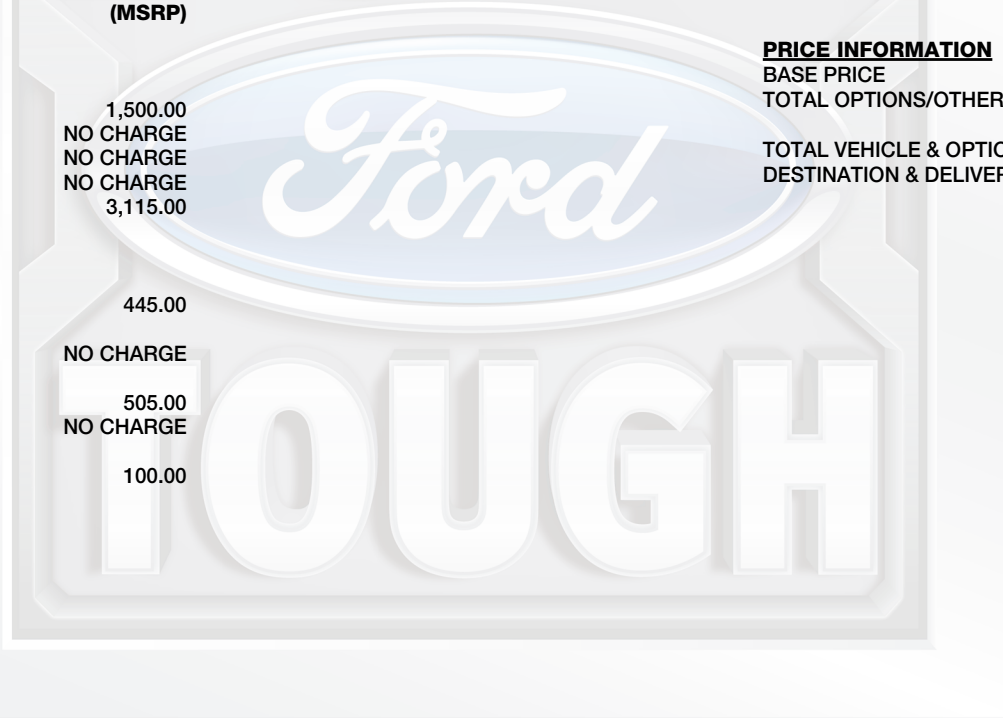 (MSRP)
1,500.00
NO CHARGE
NO CHARGE
NO CHARGE
3,115.00
445.00
NO CHARGE
505.00
NO CHARGE
100.00
PRICE INFORMATION
BASE PRICE
TOTAL OPTIONS/OTHER
TOTAL VEHICLE & OPTIO
DESTINATION & DELIVER
Ford
TOUGH